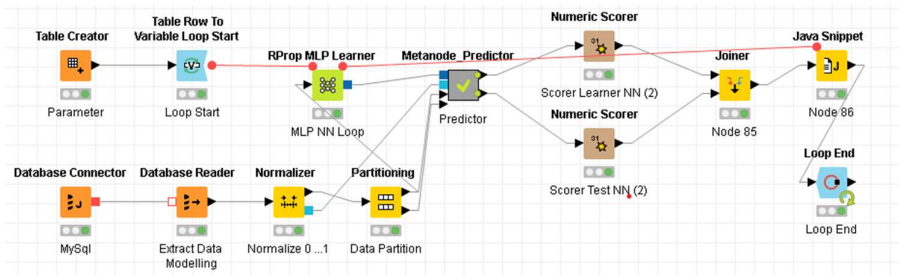 Numeric Scorer
Table Row To
Table Creator
Variable Loop Start
Java Snippet
RProp MLP Learner
Metanode_Predictor
Joiner
Scorer Learner NN (2)
Parameter
Loop Start
MLP NN Loop
Predictor
Numeric Scorer
Node 85
Node 86
Database Connector
Database Reader
Normalizer
Partitioning
Loop End
Scorer Test NN (2)
MySql
Extract Data
Modelling
Normalize 0 ...1
Data Partition
Loop End